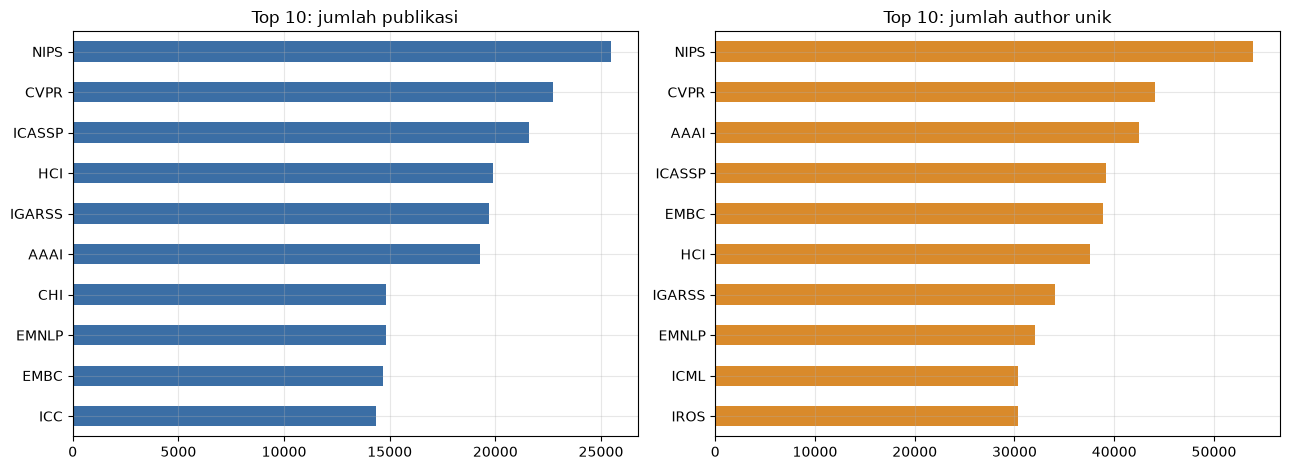 Top 10: jumlah publikasi
NIPS
CVPR
ICASSP
HCI
IGARSS
AAAI
CHI
EMNLP
EMBC
ICC
0 5000 10000 15000 20000 25000
Top 10: jumlah author unik
NIPS
CVPR
AAAI
ICASSP
EMBC
HCI
IGARSS
EMNLP
ICML
IROS
0 10000 20000 30000 40000 50000